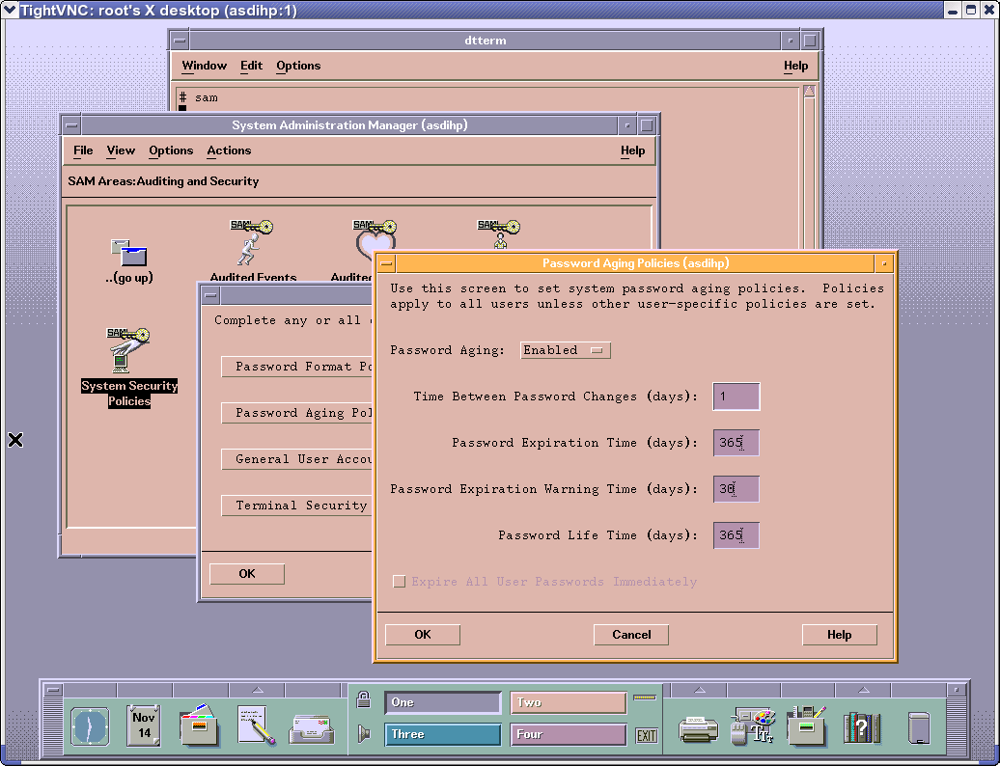 TightVNC: root's X desktop (asdihp:1)
dtterm
Window Edit Options Help
# sam
System Administration Manager (asdihp)
File View Options Actions Help
SAM Areas:Auditing and Security
SAM SAM SAM
..(go up)
Audited Events
Audited
SAM
System Security
Policies
Complete any or all
Password Format Po
Password Aging Pol
General User Accou
Terminal Security
OK
Password Aging Policies (asdihp)
Use this screen to set system password aging policies. Policies
apply to all users unless other user-specific policies are set.
Password Aging: Enabled
Time Between Password Changes (days): 1
Password Expiration Time (days): 365
Password Expiration Warning Time (days): 30
Password Life Time (days): 365
Expire All User Passwords Immediately
OK Cancel Help
One Two
Three Four
EXIT
Nov
14